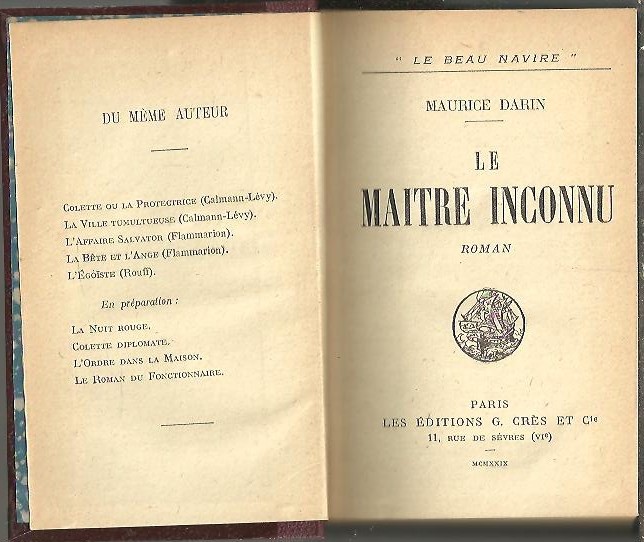 DU MÊME AUTEUR
COLETTE OU LA PROTECTRICE (Calmann-Lévy).
LA VILLE TUMULTUEUSE (Calmann-Lévy).
L'AFFAIRE SALVATOR (Flammarion).
LA BÊTE ET L'ANGE (Flammarion).
L'ÉGOÏSTE (Rouff).
En préparation :
LA NUIT ROUGE.
COLETTE DIPLOMATE.
L'ORDRE DANS LA MAISON.
LE ROMAN DU FONCTIONNAIRE.
" LE BEAU NAVIRE "
MAURICE DARIN
LE
MAITRE INCONNU
ROMAN
PARIS
LES ÉDITIONS G. CRÈS ET Cie
11, RUE DE SÈVRES (VIe)
MCMXXIX